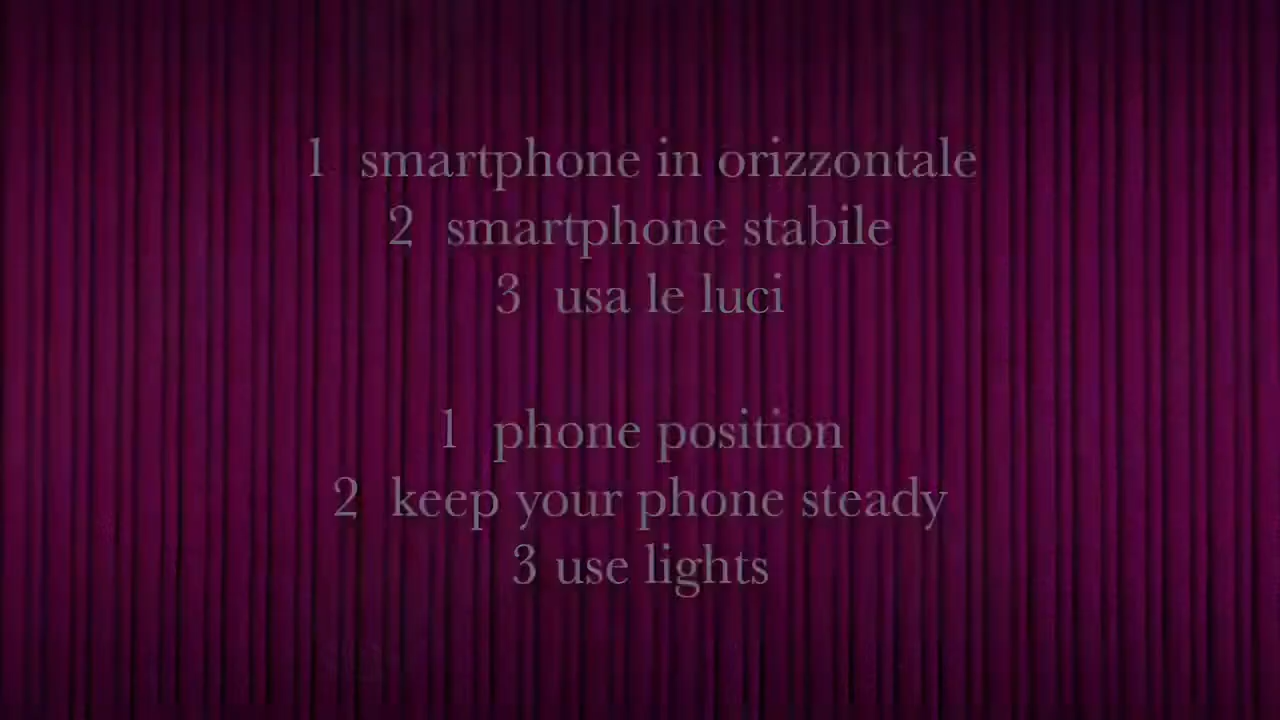 1 smartphone in orizzontale
2 smartphone stabile
3 usa le luci
1 phone position
2 keep your phone steady
3 use lights